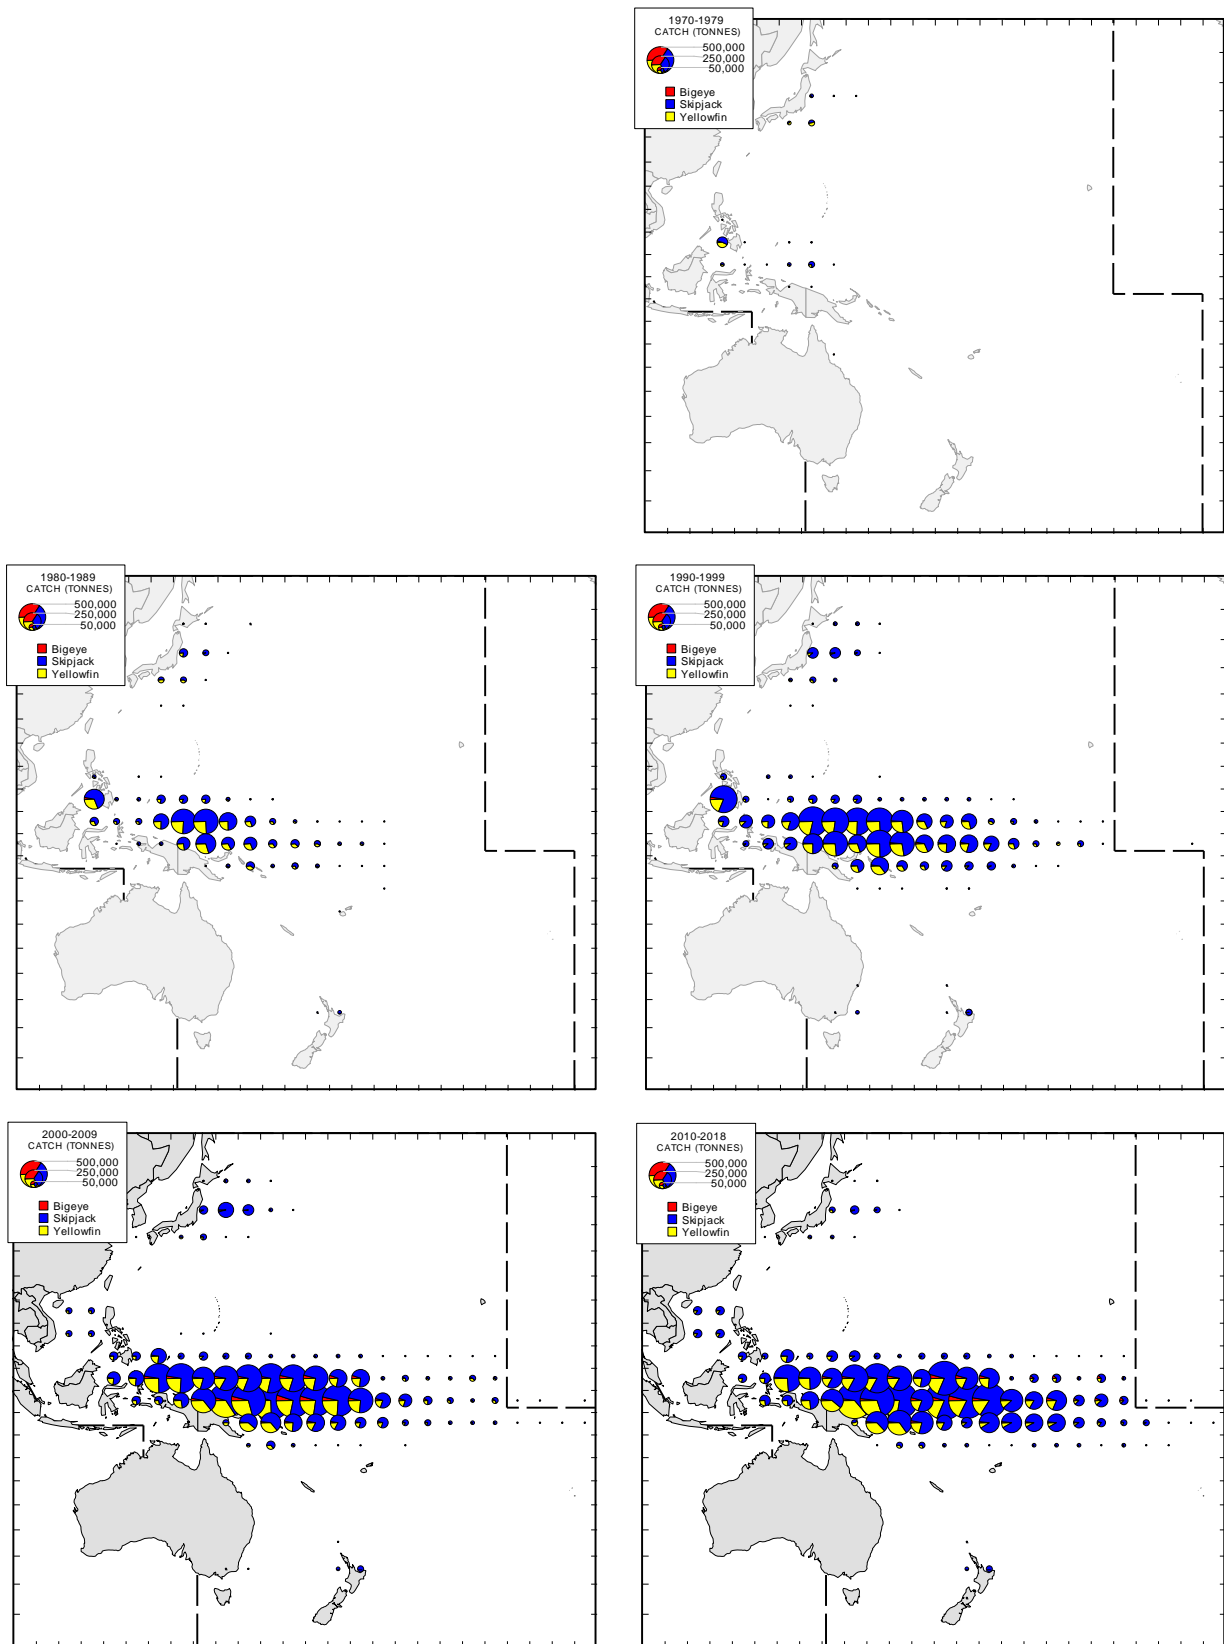 1970-1979
CATCH (TONNES)
500,000
250,000
50,000
Bigeye
Skipjack
Yellowfin
1980-1989
CATCH (TONNES)
500,000
250,000
50,000
Bigeye
Skipjack
Yellowfin
1990-1999
CATCH (TONNES)
500,000
250,000
50,000
Bigeye
Skipjack
Yellowfin
2000-2009
CATCH (TONNES)
500,000
250,000
50,000
Bigeye
Skipjack
Yellowfin
2010-2018
CATCH (TONNES)
500,000
250,000
50,000
Bigeye
Skipjack
Yellowfin